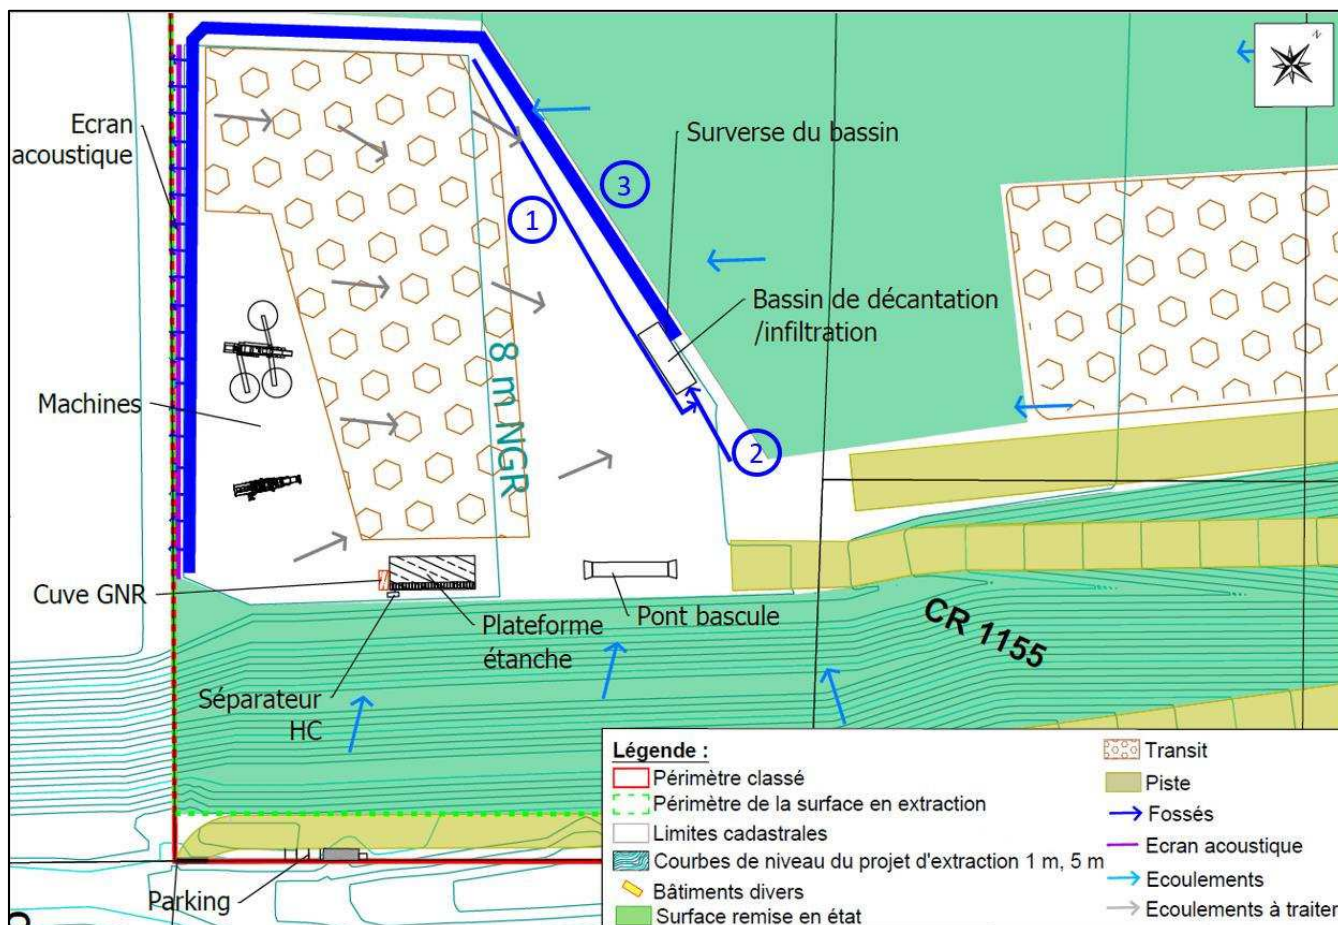 N
Ecran
acoustique
Surverse du bassin
3
1
Bassin de décantation
/infiltration
8 m NGR
Machines
2
Cuve GNR
Plateforme
étanche
Pont bascule
CR 1155
Séparateur
HC
Parking
Légende :
Périmètre classé
Périmètre de la surface en extraction
Limites cadastrales
Courbes de niveau du projet d'extraction 1 m, 5 m
Bâtiments divers
Surface remise en état
Transit
Piste
Fossés
Ecran acoustique
Ecoulements
Ecoulements à traiter